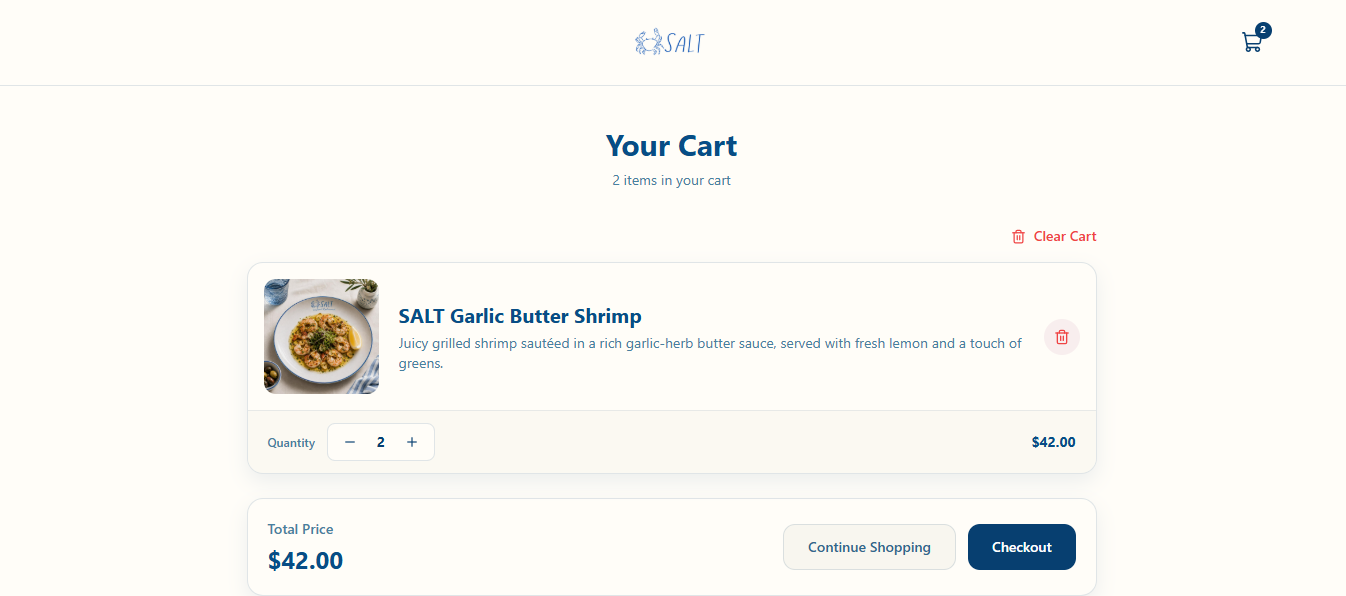 SALT
2
Your Cart
2 items in your cart
Clear Cart
SALT
SALT Garlic Butter Shrimp
Juicy grilled shrimp sautéed in a rich garlic-herb butter sauce, served with fresh lemon and a touch of
greens.
Quantity
2
$42.00
Total Price
$42.00
Continue Shopping
Checkout